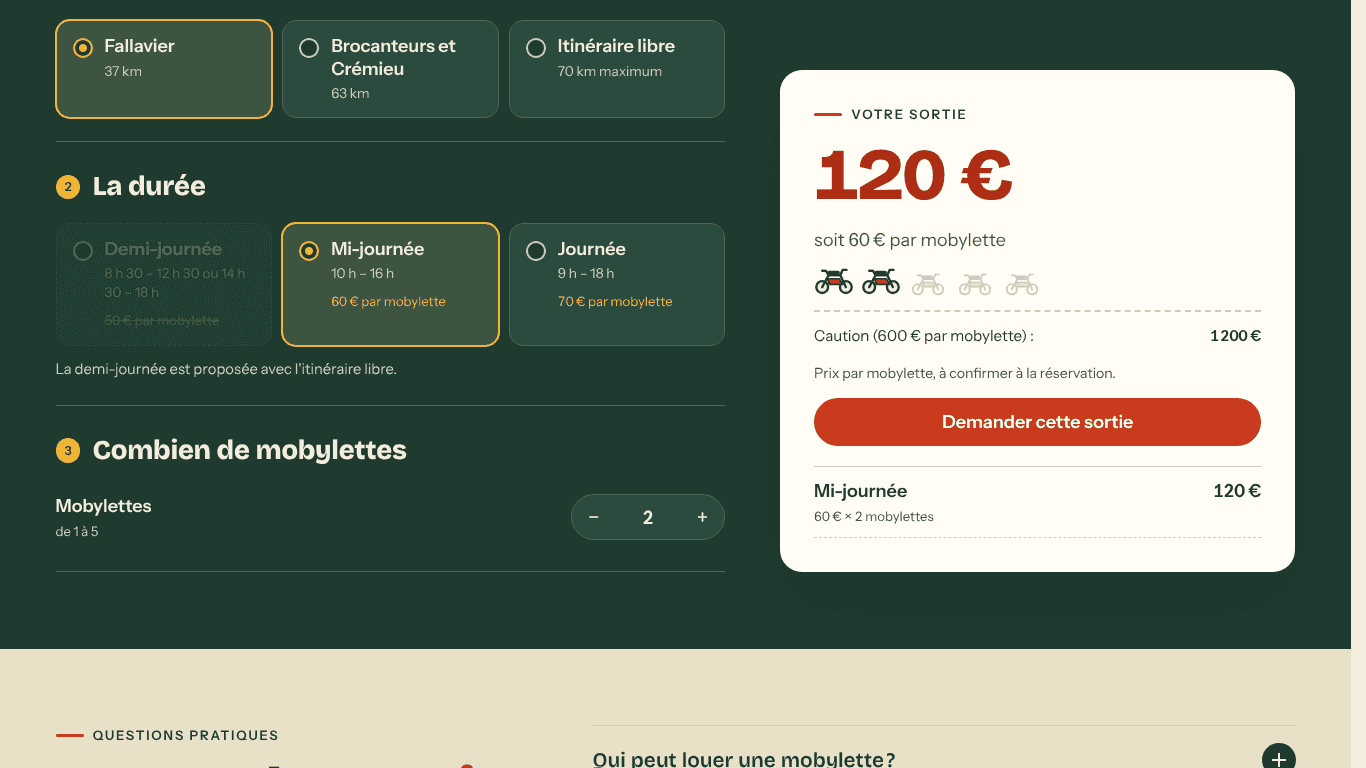 Fallavier
37 km
Brocanteurs et
Crémieu
63 km
Itinéraire libre
70 km maximum
2 La durée
Demi-journée
8 h 30 – 12 h 30 ou 14 h
30 – 18 h
50 € par mobylette
Mi-journée
10 h – 16 h
60 € par mobylette
Journée
9 h – 18 h
70 € par mobylette
La demi-journée est proposée avec l'itinéraire libre.
3 Combien de mobylettes
Mobylettes
de 1 à 5
− 2 +
VOTRE SORTIE
120 €
soit 60 € par mobylette
Caution (600 € par mobylette) : 1 200 €
Prix par mobylette, à confirmer à la réservation.
Demander cette sortie
Mi-journée 120 €
60 € × 2 mobylettes
QUESTIONS PRATIQUES
Qui peut louer une mobylette ?